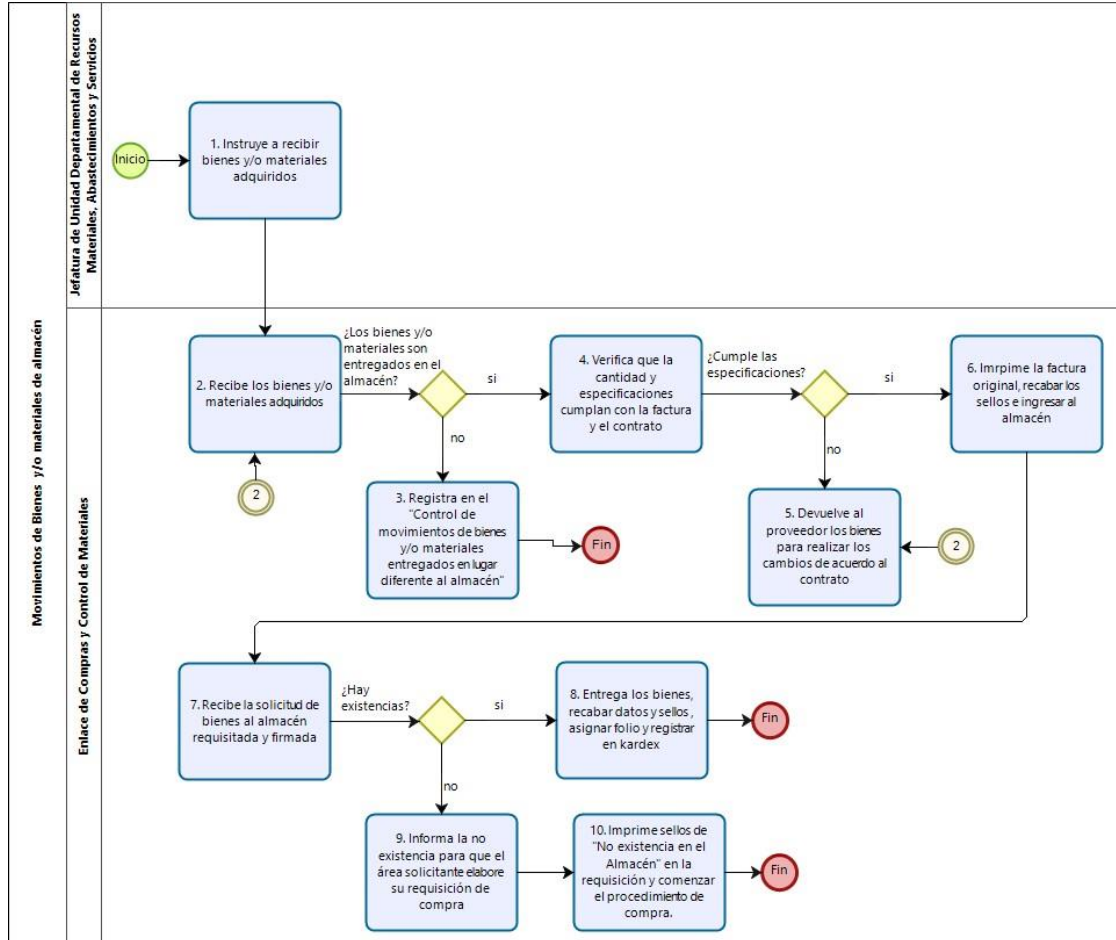 Movimientos de Bienes y/o materiales de almacén
Jefatura de Unidad Departamental de Recursos
Materiales, Abastecimientos y Servicios
Inicio
1. Instruye a recibir
bienes y/o materiales
adquiridos
Enlace de Compras y Control de Materiales
2. Recibe los bienes y/o
materiales adquiridos
2
¿Los bienes y/o
materiales son
entregados en el
almacén?
si
no
3. Registra en el
"Control de
movimientos de bienes
y/o materiales
entregados en lugar
diferente al almacén"
Fin
4. Verifica que la
cantidad y
especificaciones
cumplan con la factura
y el contrato
¿Cumple las
especificaciones?
si
no
5. Devuelve al
proveedor los bienes
para realizar los
cambios de acuerdo al
contrato
2
6. Imrpime la factura
original, recabar los
sellos e ingresar al
almacén
7. Recibe la solicitud de
bienes al almacén
requisitada y firmada
¿Hay
existencias?
si
no
8. Entrega los bienes,
recabar datos y sellos ,
asignar folio y registrar
en kardex
Fin
9. Informa la no
existencia para que el
área solicitante elabore
su requisición de
compra
10. Imprime sellos de
"No existencia en el
Almacén" en la
requisición y comenzar
el procedimiento de
compra.
Fin